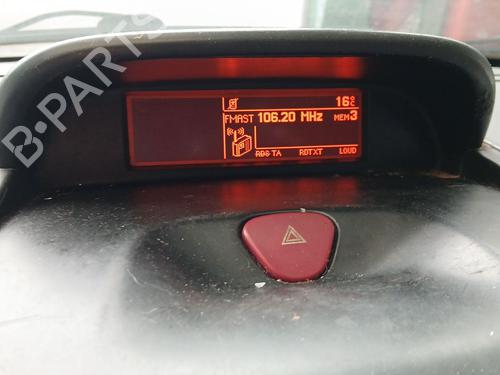 16°C
FMAST 106.20 MHz MEM3
RDS TA RDTXT LOUD
B-PARTS